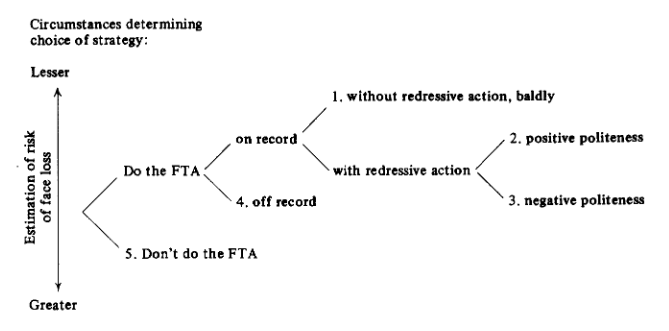 Circumstances determining
choice of strategy:
Lesser
Estimation of risk
of face loss
Greater
1. without redressive action, baldly
on record
2. positive politeness
Do the FTA
with redressive action
4. off record
3. negative politeness
5. Don't do the FTA